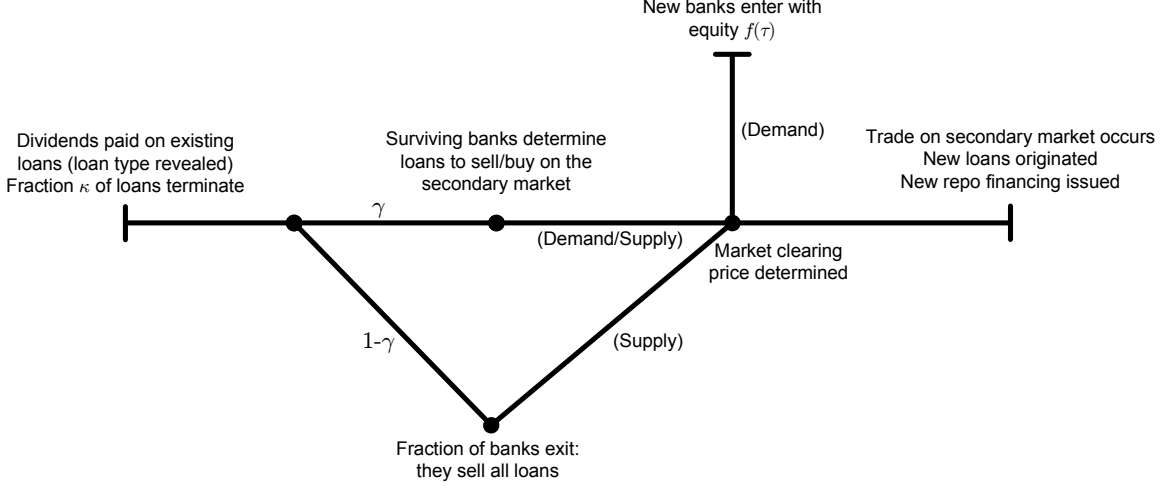 New banks enter with
equity f(τ)
(Demand)
Dividends paid on existing
loans (loan type revealed)
Fraction κ of loans terminate
Surviving banks determine
loans to sell/buy on the
secondary market
Trade on secondary market occurs
New loans originated
New repo financing issued
γ
(Demand/Supply)
Market clearing
price determined
1-γ
(Supply)
Fraction of banks exit:
they sell all loans